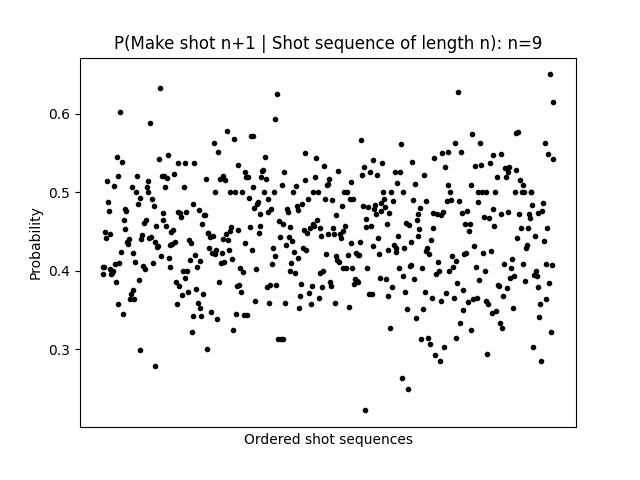 P(Make shot n+1 | Shot sequence of length n): n=9
0.6
0.5
0.4
0.3
Probability
Ordered shot sequences